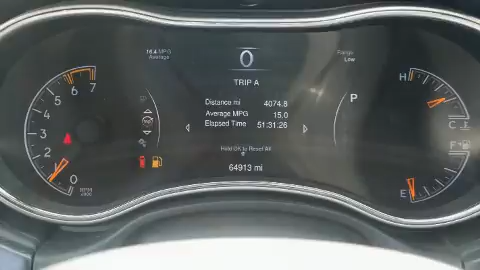 16.4 MPG
Average
0
Range
Low
TRIP A
Distance mi 4074.8
Average MPG 15.0
Elapsed Time 51:31:26
Hold OK to Reset All
64913 mi
P
7
6
5
4
3
2
1
0
RPM
H
C
F
E